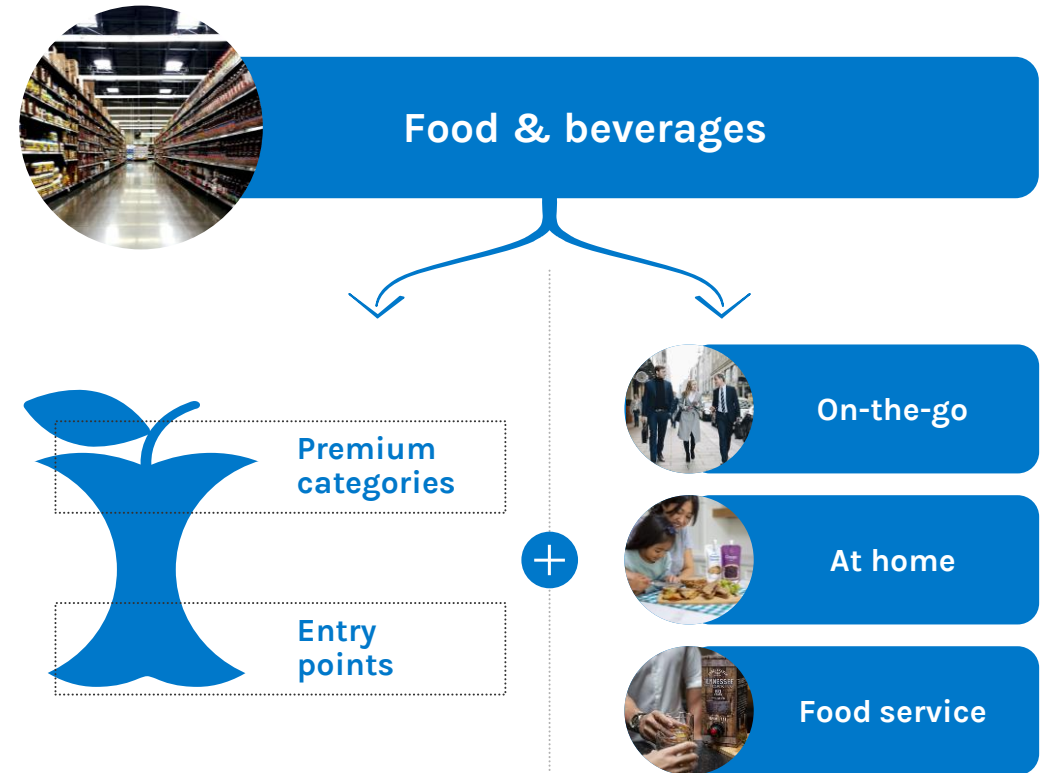 Food & beverages
Premium
categories
Entry
points
On-the-go
At home
Food service